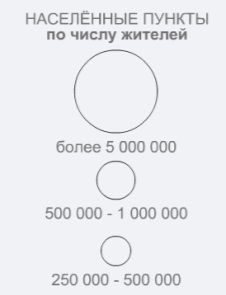 НАСЕЛЁННЫЕ ПУНКТЫ
по числу жителей
более 5 000 000
500 000 - 1 000 000
250 000 - 500 000